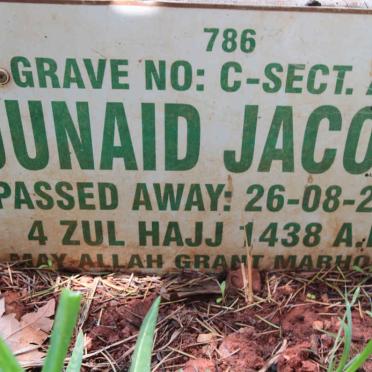 786
GRAVE NO: C-SECT.
JUNAID JACO
PASSED AWAY: 26-08-2
4 ZUL HAJJ 1438 A.
MAY ALLAH GRANT MARHO